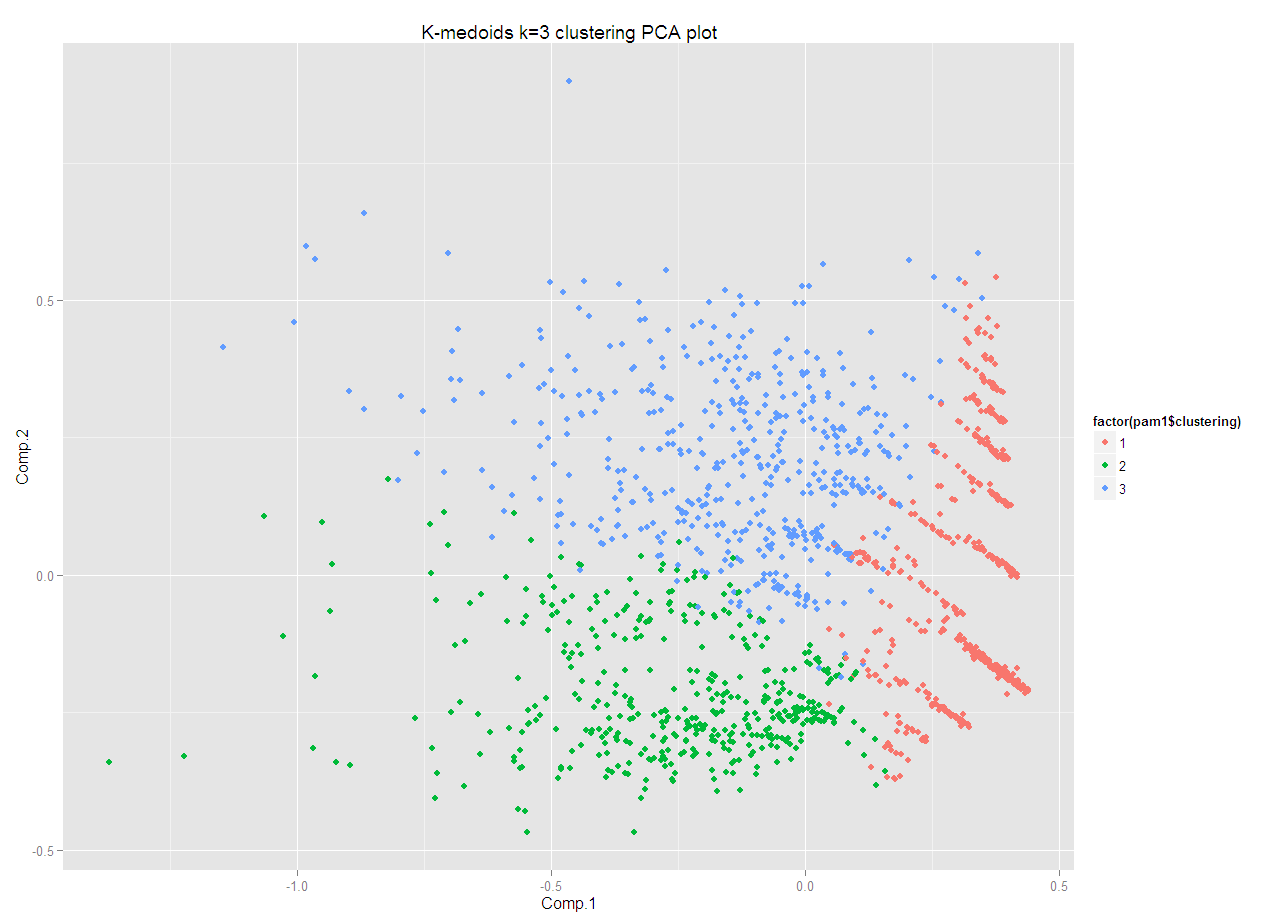 K-medoids k=3 clustering PCA plot
Comp.2
0.5
0.0
-0.5
-1.0
-0.5
0.0
0.5
Comp.1
factor(pam1$clustering)
1
2
3